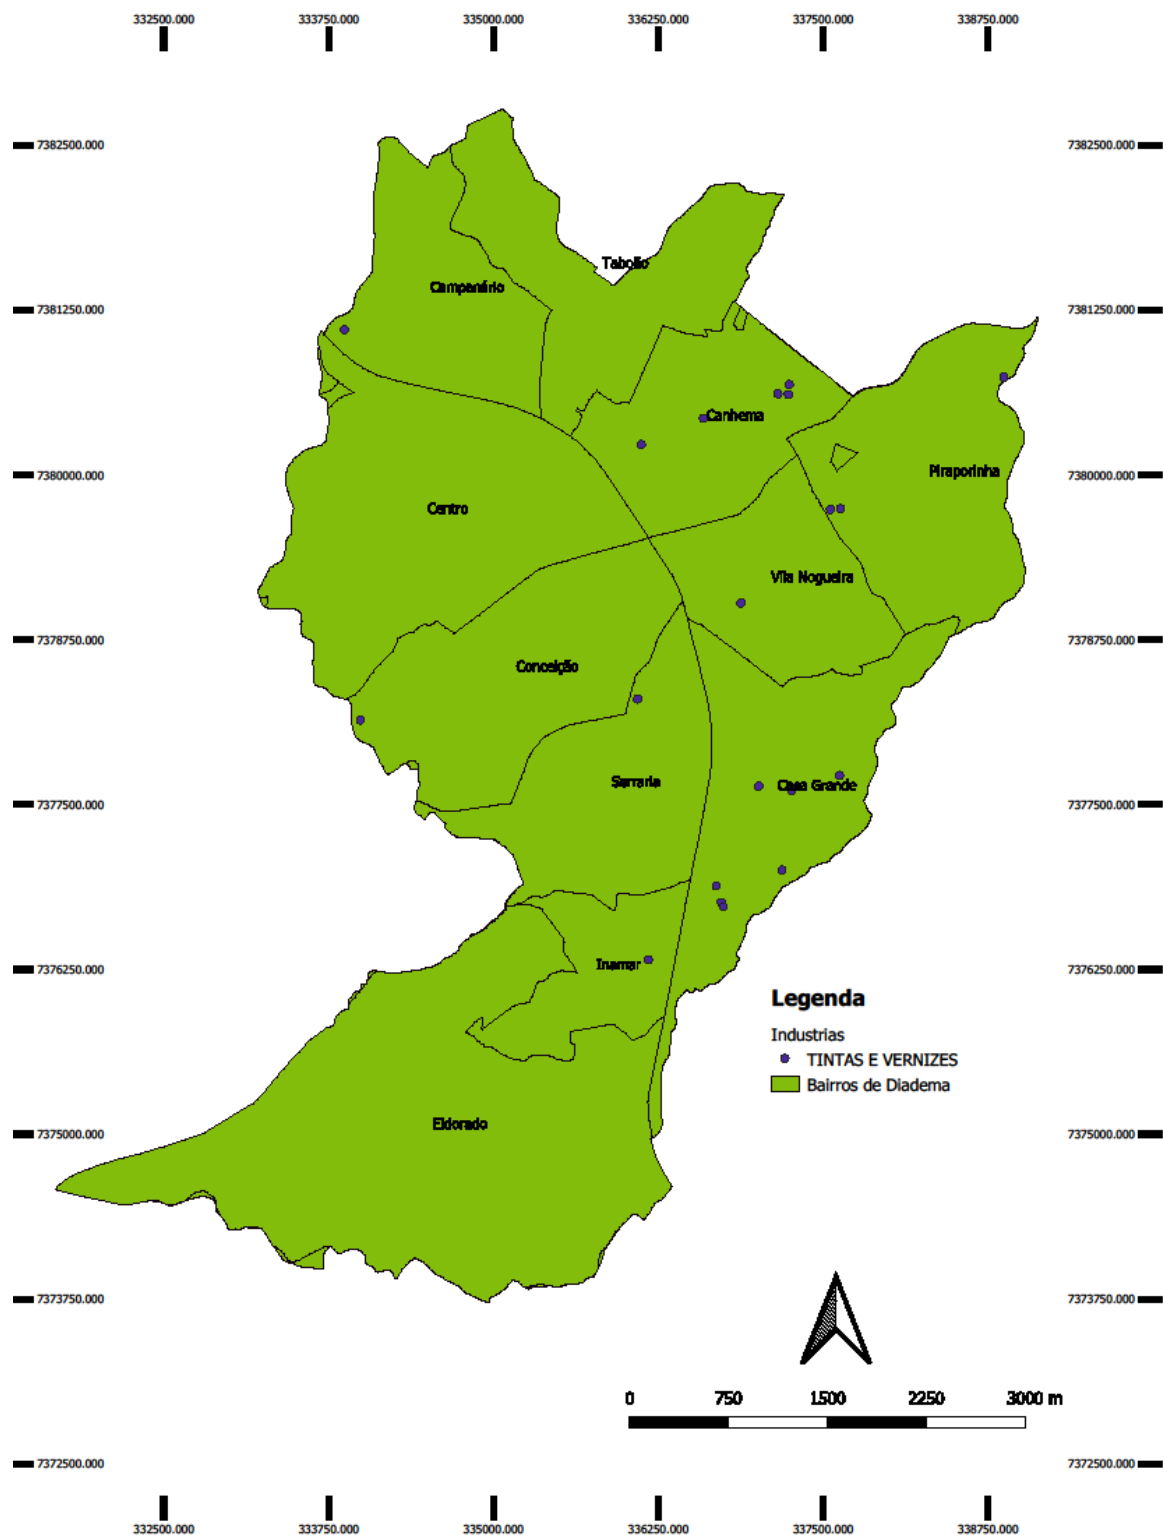 332500.000 333750.000 335000.000 336250.000 337500.000 338750.000
7382500.000 7382500.000
Taboão
Campanário
7381250.000 7381250.000
Canhema
Piraporinha
7380000.000 7380000.000
Centro
Vila Nogueira
7378750.000 7378750.000
Conceição
Serraria
Casa Grande
7377500.000 7377500.000
Inamar
7376250.000 7376250.000
Legenda
Industrias
TINTAS E VERNIZES
Bairros de Diadema
Eldorado
7375000.000 7375000.000
7373750.000 7373750.000
0 750 1500 2250 3000 m
7372500.000 7372500.000
332500.000 333750.000 335000.000 336250.000 337500.000 338750.000